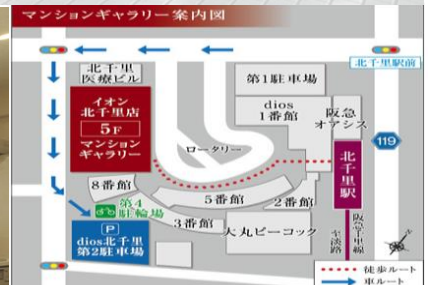 マンションギャラリー案内図
北千里駅前
北千里
医療ビル
第1駐車場
イオン
北千里店
5F
マンション
ギャラリー
dios
1番館
阪急
オアシス
119
ロータリー
北千里駅
8番館
第4
駐輪場
5番館
2番館
3番館
大丸ピーコック
P
dios北千里
第2駐車場
阪急千里線
至淡路
徒歩ルート
車ルート